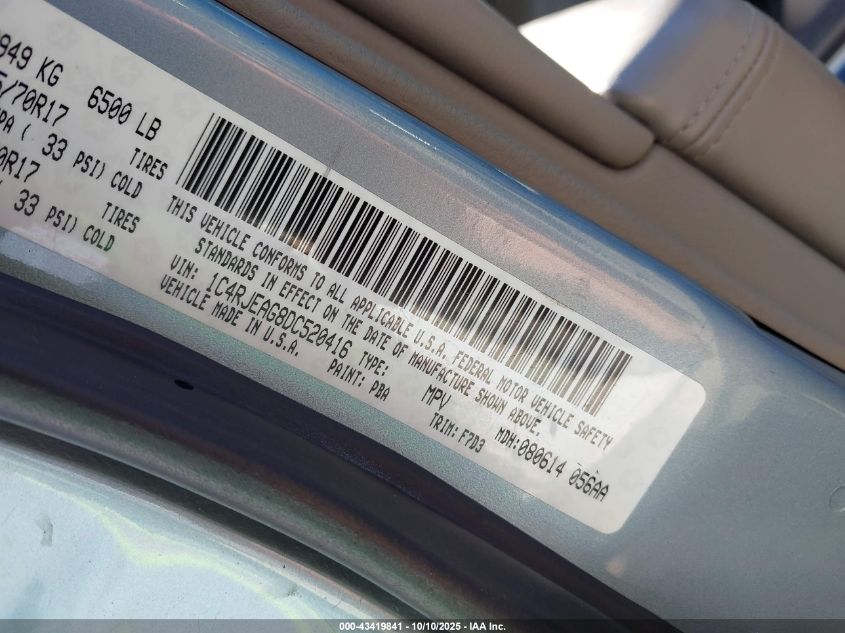 949 KG 6500 LB
/70R17 TIRES
PA ( 33 PSI) COLD
0R17 TIRES
33 PSI) COLD
THIS VEHICLE CONFORMS TO ALL APPLICABLE U.S.A. FEDERAL MOTOR VEHICLE SAFETY
STANDARDS IN EFFECT ON THE DATE OF MANUFACTURE SHOWN ABOVE.
VIN: 1C4RJEAG8DC520416 TYPE: MPV MDH:080614 056AA
VEHICLE MADE IN U.S.A. PAINT: PBA TRIM: F7D3
000-43419841 - 10/10/2025 - IAA Inc.